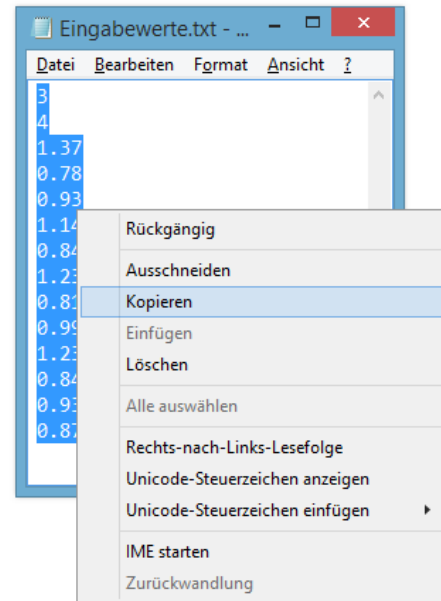 Eingabewerte.txt - ...
Datei Bearbeiten Format Ansicht ?
3
4
1.37
0.78
0.93
1.14
0.84
1.23
0.81
0.99
1.23
0.84
0.93
0.87
Rückgängig
Ausschneiden
Kopieren
Einfügen
Löschen
Alle auswählen
Rechts-nach-Links-Lesefolge
Unicode-Steuerzeichen anzeigen
Unicode-Steuerzeichen einfügen
IME starten
Zurückwandlung